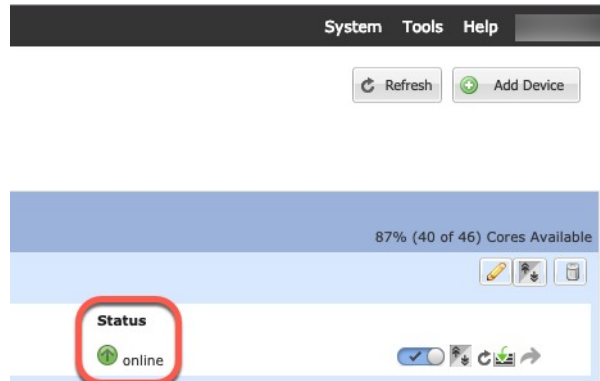 System Tools Help
Refresh Add Device
87% (40 of 46) Cores Available
Status
online